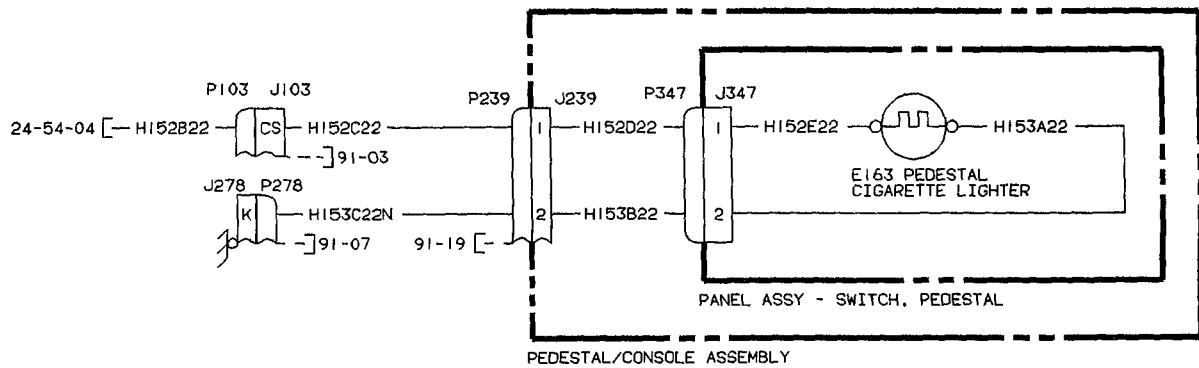 P103 J103
P239 J239
P347 J347
24-54-04
H152B22
CS
H152C22
1
H152D22
1
H152E22
H153A22
91-03
E163 PEDESTAL
CIGARETTE LIGHTER
J278 P278
K
H153C22N
2
H153B22
2
91-07
91-19
PANEL ASSY - SWITCH, PEDESTAL
PEDESTAL/CONSOLE ASSEMBLY